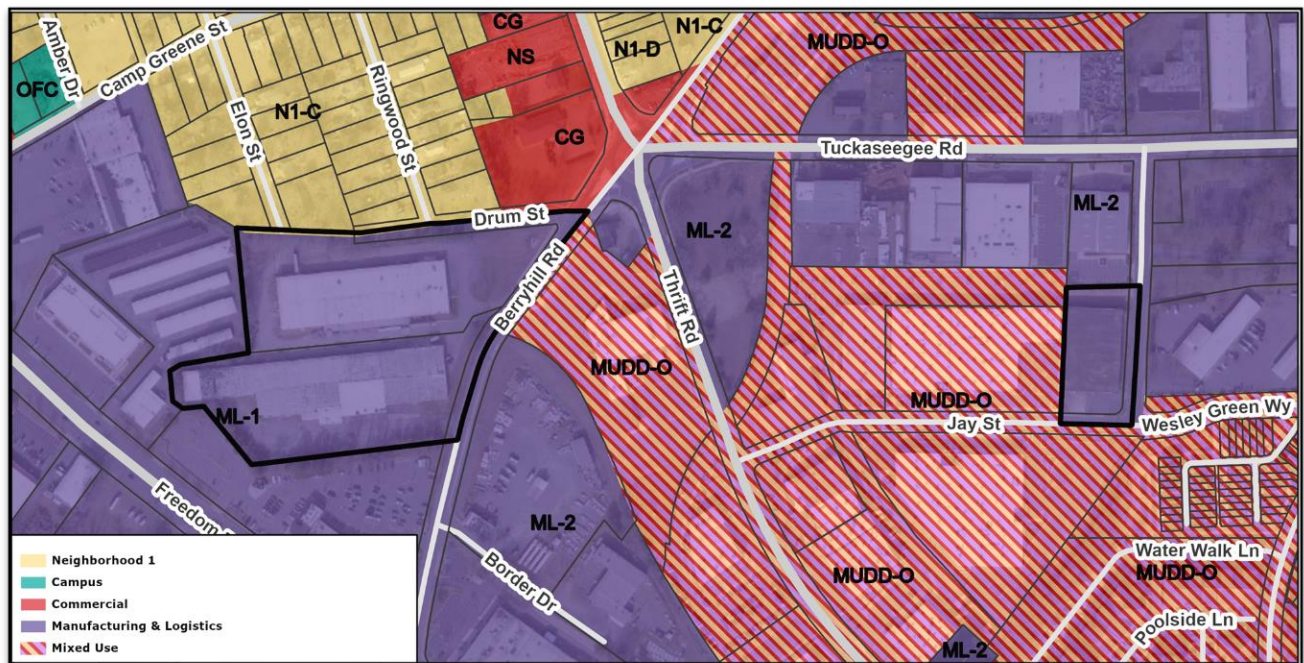 CG
N1-C
MUDD-O
Amber Dr
Camp Greene St
N1-D
NS
OFC
Elon St
N1-C
Ringwood St
CG
Tuckaseegee Rd
Drum St
ML-2
ML-2
Berryhill Rd
Thrift Rd
MUDD-O
MUDD-O
ML-1
Jay St
Wesley Green Wy
Freedom
ML-2
Border Dr
MUDD-O
Water Walk Ln
MUDD-O
Poolside Ln
ML-2
Neighborhood 1
Campus
Commercial
Manufacturing & Logistics
Mixed Use